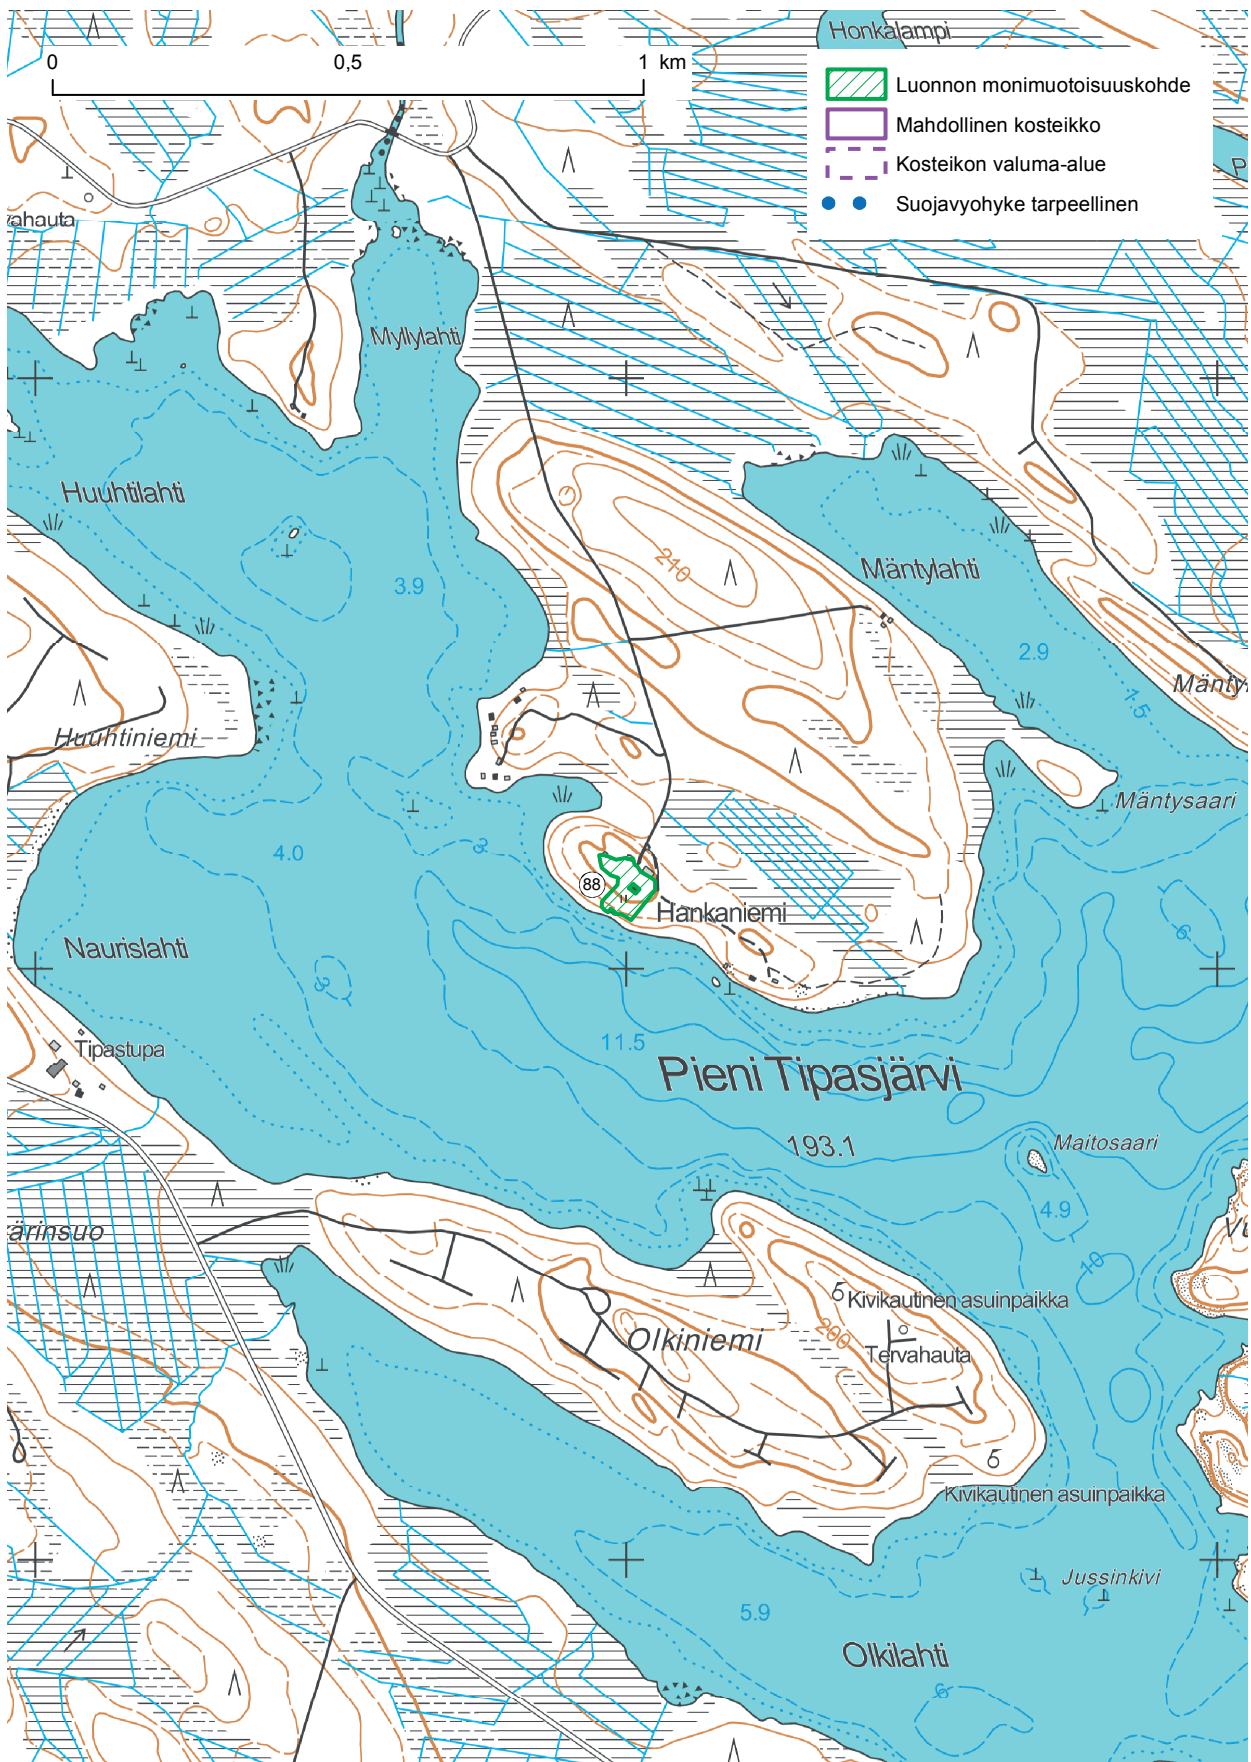 Honkalampi
0 0,5 1 km
Luonnon monimuotoisuuskohde
Mahdollinen kosteikko
Kosteikon valuma-alue
Suojavyohyke tarpeellinen
P
rahauta
Myllylahti
Huuhtilahti
3.9
210
Mäntylahti
2.9
1.5
Mänty
Huuhtiniemi
Mäntysaari
4.0
3
88
Hankaniemi
6
Naurislahti
3
11.5
Tipastupa
Pieni Tipasjärvi
193.1
Maitosaari
4.9
ärinsuo
10
Kivikautinen asuinpaikka
200
Olkiniemi
Tervahauta
Kivikautinen asuinpaikka
Jussinkivi
5.9
Olkilahti
6